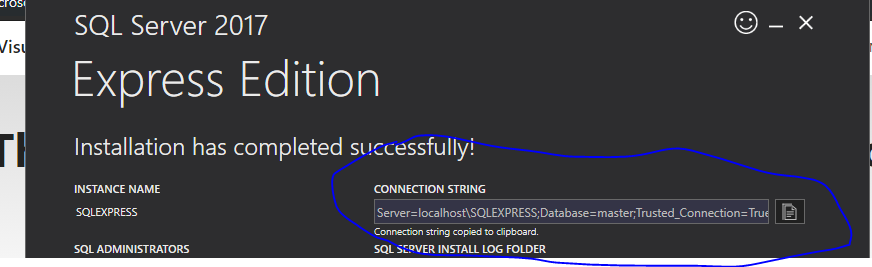 crosof
SQL Server 2017
Visu
Express Edition
Th
Installation has completed successfully!
INSTANCE NAME
CONNECTION STRING
SQLEXPRESS
Server=localhost\SQLEXPRESS;Database=master;Trusted_Connection=True
Connection string copied to clipboard.
SQL ADMINISTRATORS
SQL SERVER INSTALL LOG FOLDER